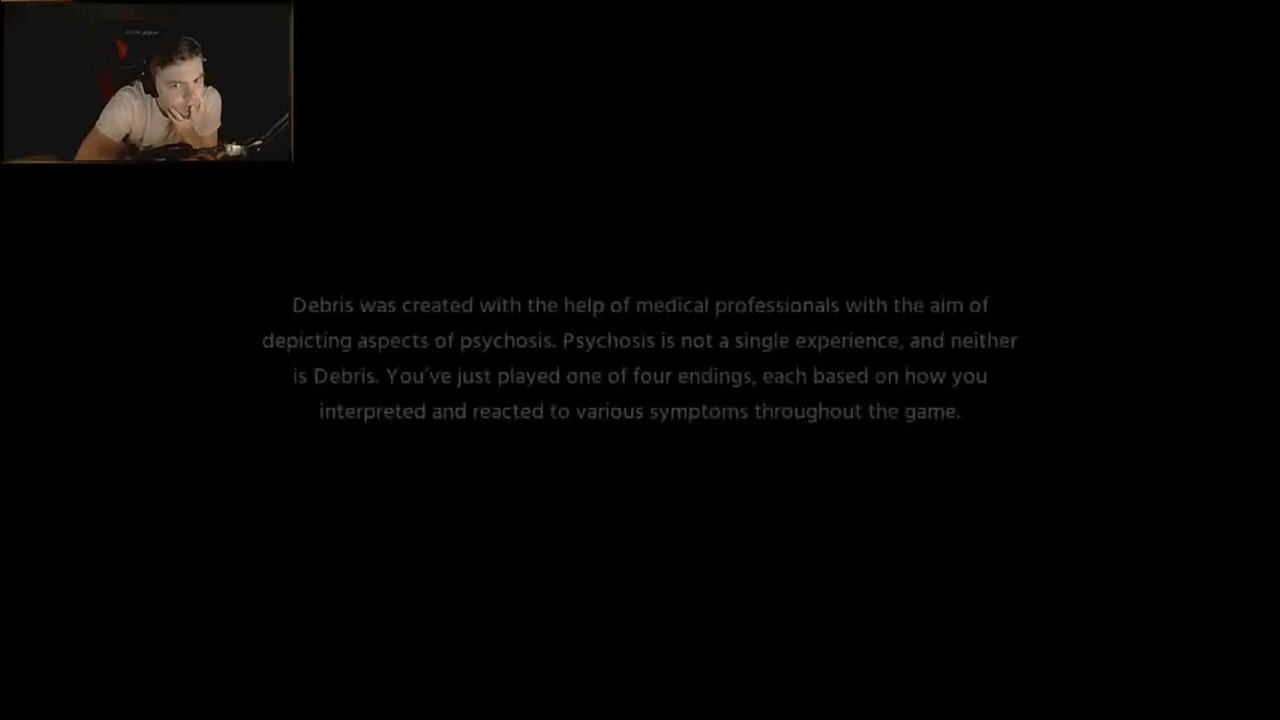 Debris was created with the help of medical professionals with the aim of
depicting aspects of psychosis. Psychosis is not a single experience, and neither
is Debris. You've just played one of four endings, each based on how you
interpreted and reacted to various symptoms throughout the game.